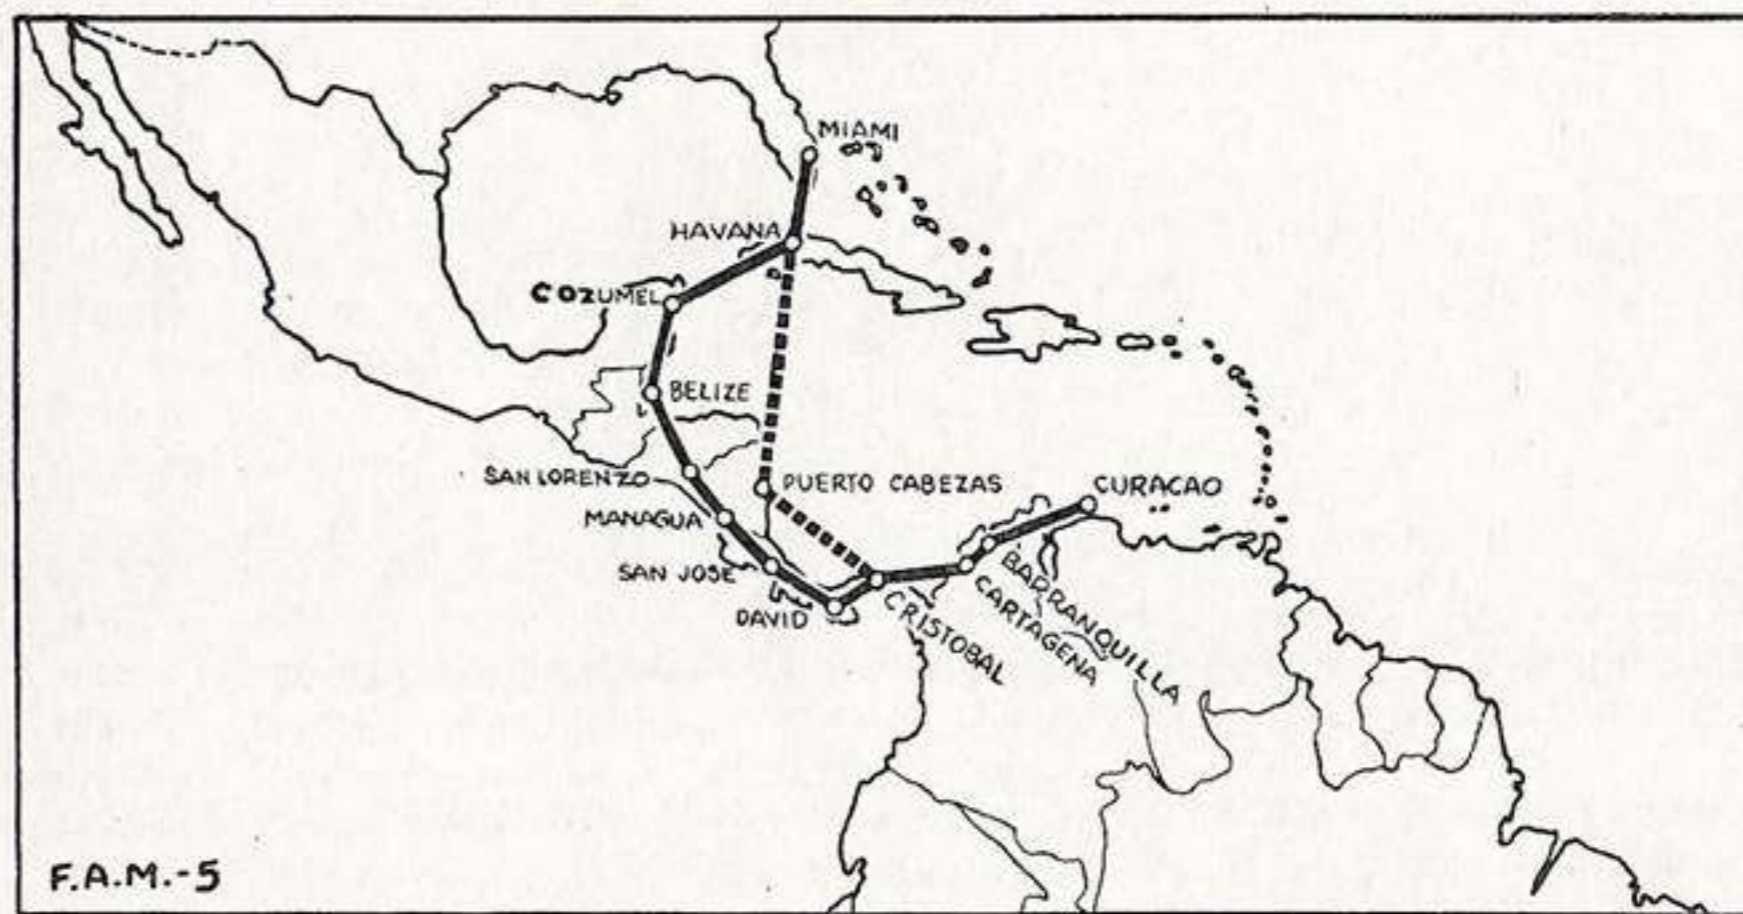 MIAMI
HAVANA
COZUMEL
BELIZE
SAN LORENZO
PUERTO CABEZAS
CURACAO
MANAGUA
SAN JOSE
DAVID
CRISTOBAL
CARTAGENA
BARRANQUILLA
F.A.M.-5